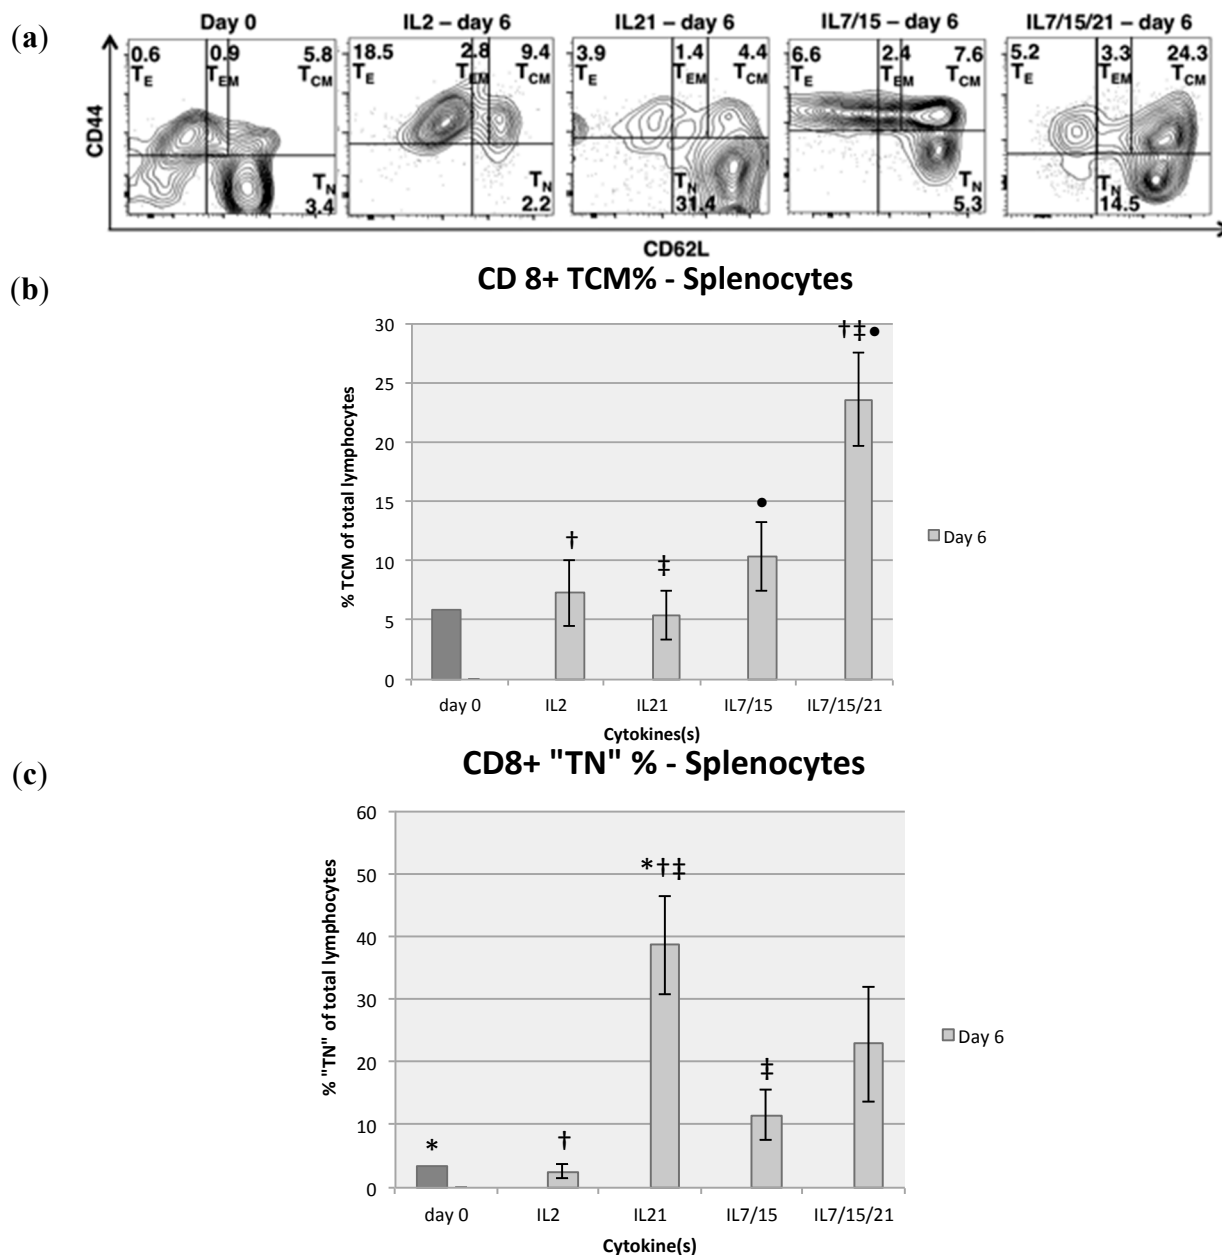 (a)
Day 0
IL2 – day 6
IL21 – day 6
IL7/15 – day 6
IL7/15/21 – day 6
0.6 0.9 5.8
TE TEM TCM
TN
3.4
18.5 2.8 9.4
TE TEM TCM
TN
2.2
3.9 1.4 4.4
TE TEM TCM
TN
31.4
6.6 2.4 7.6
TE TEM TCM
TN
5.3
5.2 3.3 24.3
TE TEM TCM
TN
14.5
CD44
CD62L
(b)
CD 8+ TCM% - Splenocytes
% TCM of total lymphocytes
30
25
20
15
10
5
0
†
‡
●
†‡●
day 0 IL2 IL21 IL7/15 IL7/15/21
Cytokines(s)
Day 6
(c)
CD8+ "TN" % - Splenocytes
% "TN" of total lymphocytes
60
50
40
30
20
10
0
*
†
*†‡
‡
day 0 IL2 IL21 IL7/15 IL7/15/21
Cytokine(s)
Day 6